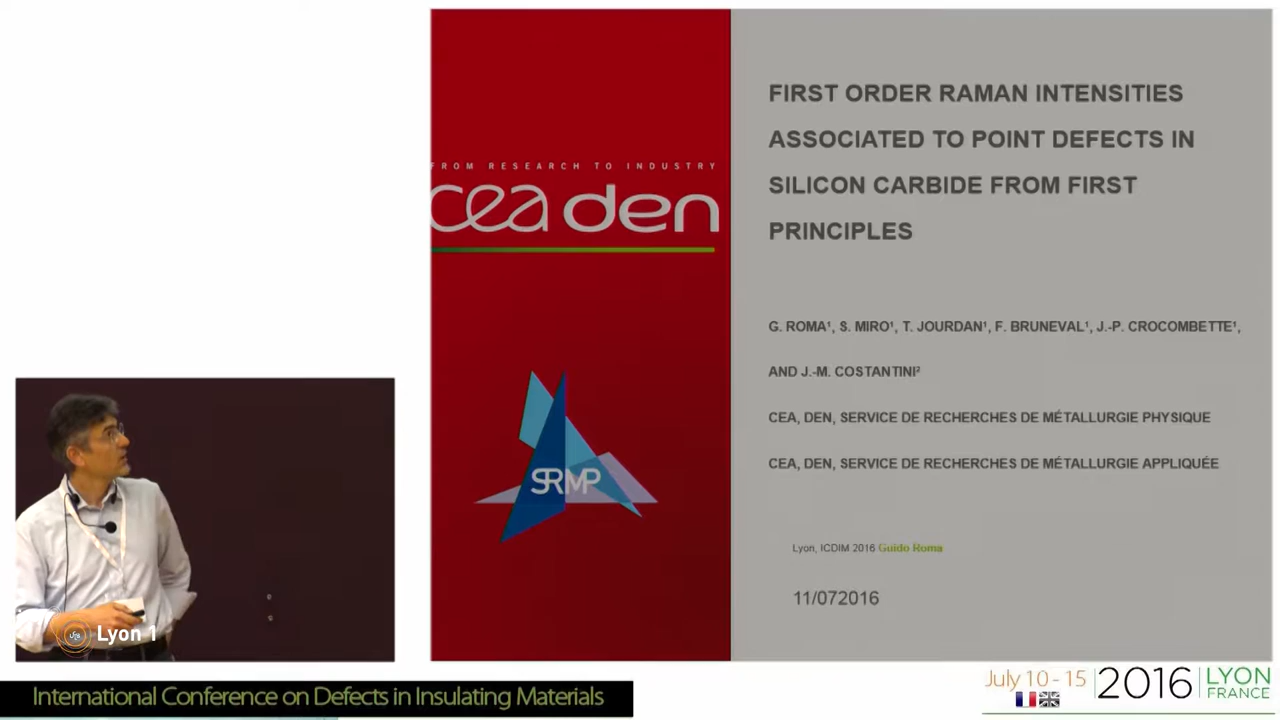 FROM RESEARCH TO INDUSTRY
cea den
SRMP
FIRST ORDER RAMAN INTENSITIES
ASSOCIATED TO POINT DEFECTS IN
SILICON CARBIDE FROM FIRST
PRINCIPLES
G. ROMA¹, S. MIRO¹, T. JOURDAN¹, F. BRUNEVAL¹, J.-P. CROCOMBETTE¹,
AND J.-M. COSTANTINI²
CEA, DEN, SERVICE DE RECHERCHES DE MÉTALLURGIE PHYSIQUE
CEA, DEN, SERVICE DE RECHERCHES DE MÉTALLURGIE APPLIQUÉE
Lyon, ICDIM 2016 Guido Roma
11/072016
Lyon 1
International Conference on Defects in Insulating Materials
July 10 - 15
2016
LYON
FRANCE